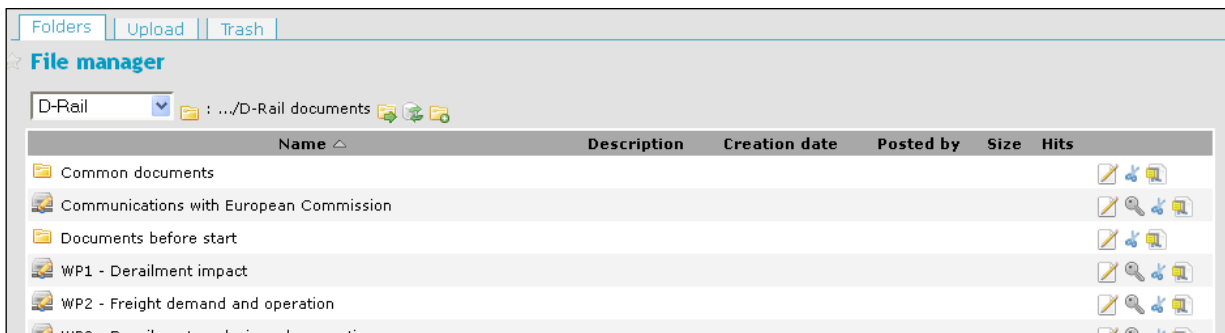 Folders Upload Trash
File manager
D-Rail : .../D-Rail documents
Name Description Creation date Posted by Size Hits
Common documents
Communications with European Commission
Documents before start
WP1 - Derailment impact
WP2 - Freight demand and operation